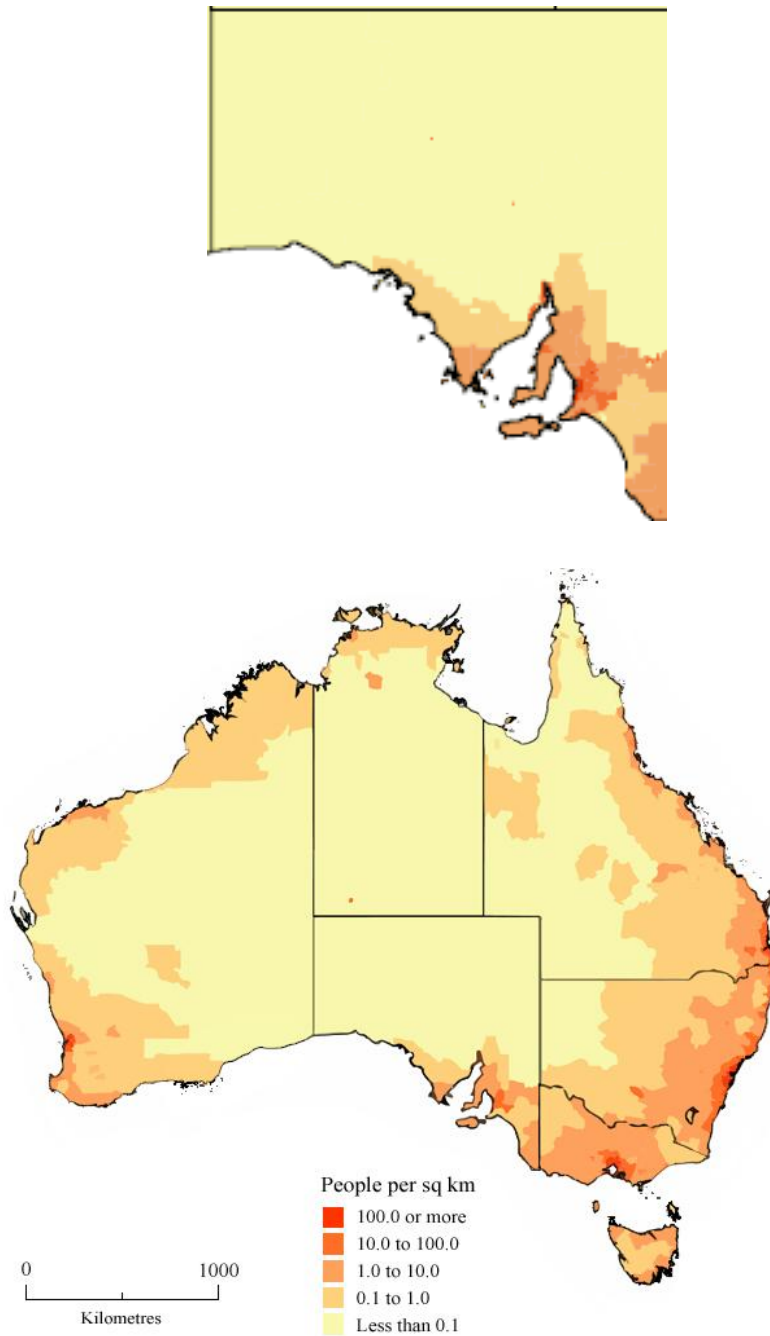 People per sq km
100.0 or more
10.0 to 100.0
1.0 to 10.0
0.1 to 1.0
Less than 0.1
0 1000
Kilometres